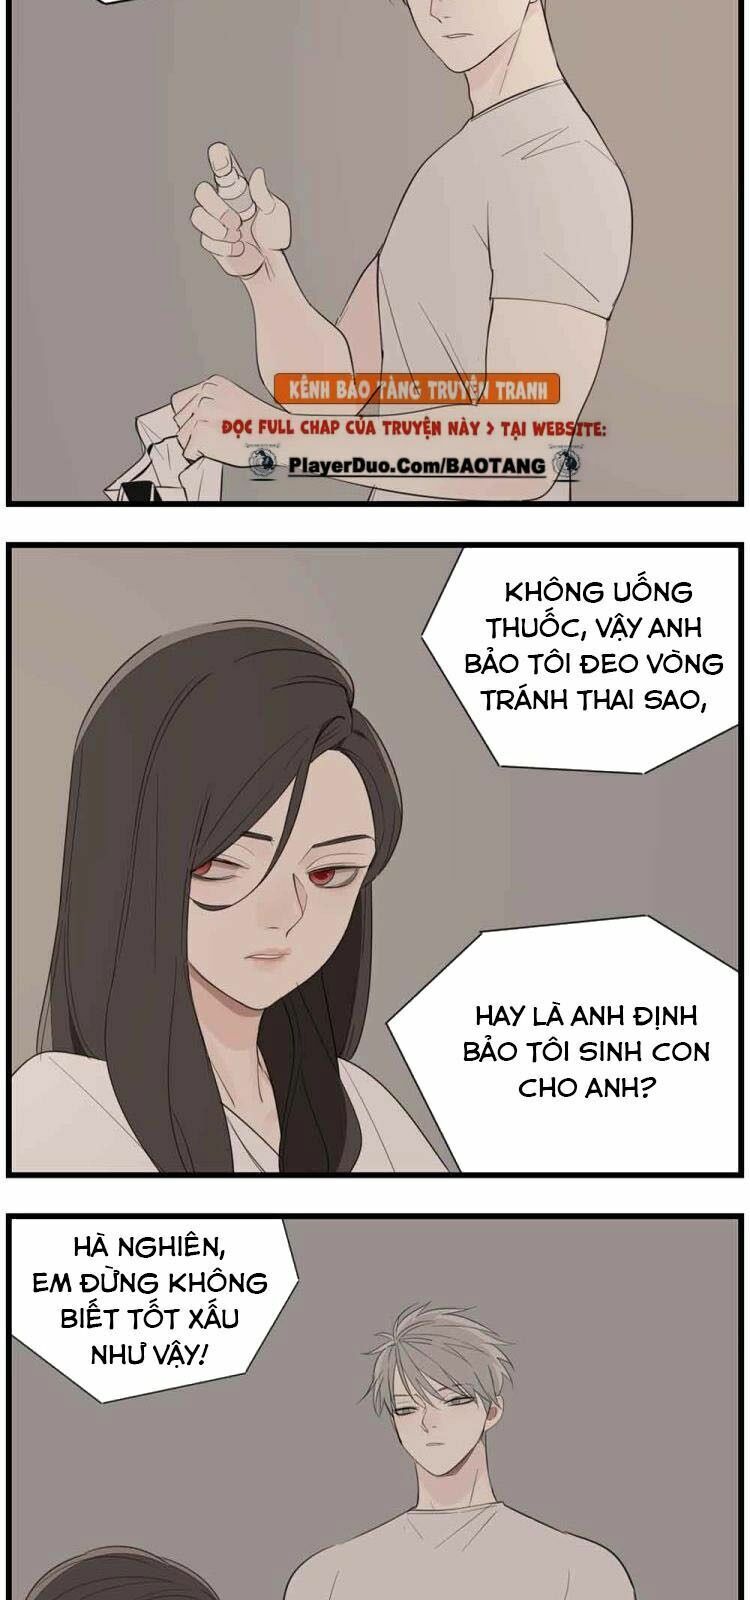 KÊNH BẢO TÀNG TRUYỆN TRANH
ĐỌC FULL CHAP CỦA TRUYỆN NÀY > TẠI WEBSITE:
PlayerDuo.Com/BAOTANG
KHÔNG UỐNG
THUỐC, VẬY ANH
BẢO TÔI ĐEO VÒNG
TRÁNH THAI SAO,
HAY LÀ ANH ĐỊNH
BẢO TÔI SINH CON
CHO ANH?
HÀ NGHIÊN,
EM ĐỪNG KHÔNG
BIẾT TỐT XẤU
NHƯ VẬY!